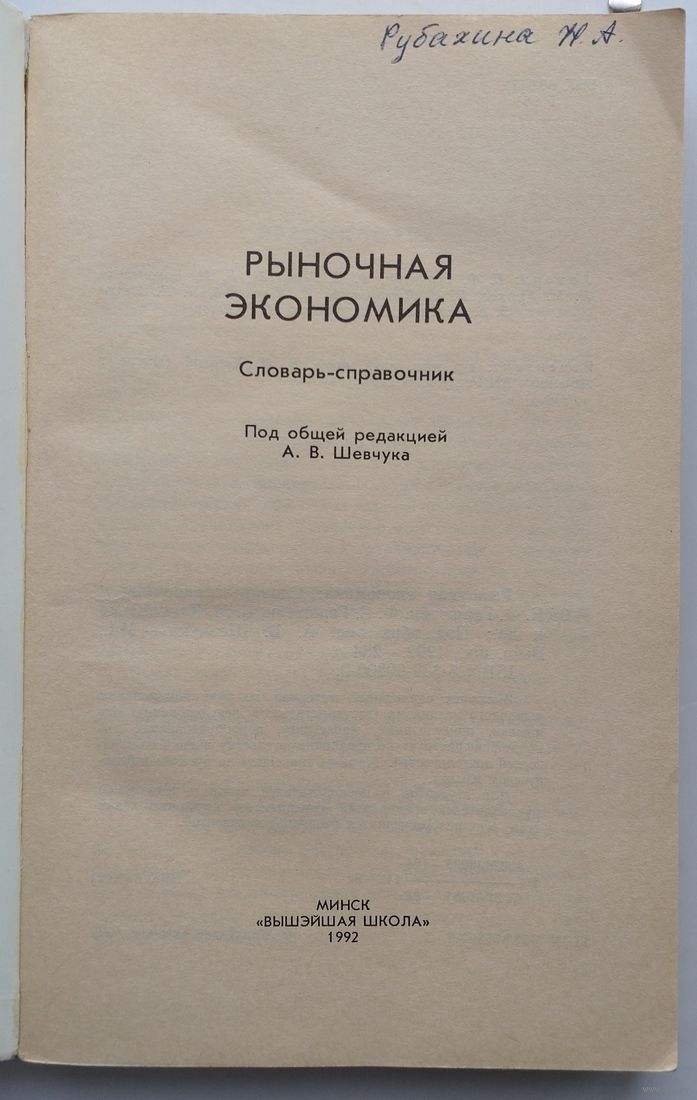 Рубахина Н. А.
РЫНОЧНАЯ
ЭКОНОМИКА
Словарь-справочник
Под общей редакцией
А. В. Шевчука
МИНСК
«ВЫШЭЙШАЯ ШКОЛА»
1992